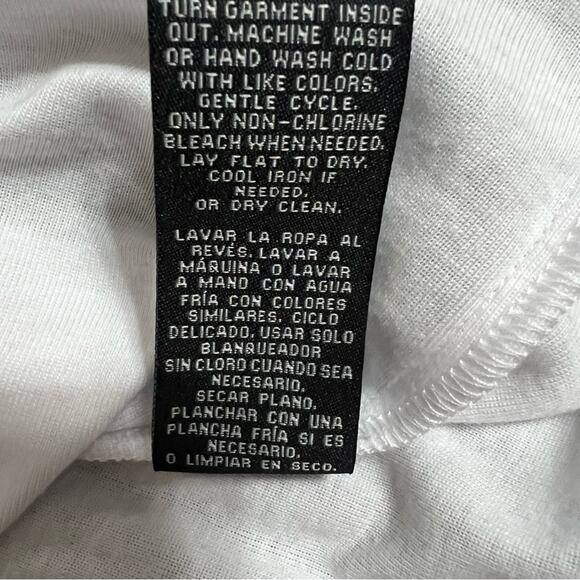 TURN GARMENT INSIDE
OUT. MACHINE WASH
OR HAND WASH COLD
WITH LIKE COLORS.
GENTLE CYCLE.
ONLY NON-CHLORINE
BLEACH WHEN NEEDED.
LAY FLAT TO DRY.
COOL IRON IF
NEEDED.
OR DRY CLEAN.
LAVAR LA ROPA AL
REVÉS. LAVAR A
MÁQUINA O LAVAR
A MANO CON AGUA
FRÍA CON COLORES
SIMILARES. CICLO
DELICADO. USAR SOLO
BLANQUEADOR
SIN CLORO CUANDO SEA
NECESARIO.
SECAR PLANO.
PLANCHAR CON UNA
PLANCHA FRÍA SI ES
NECESARIO.
O LIMPIAR EN SECO.